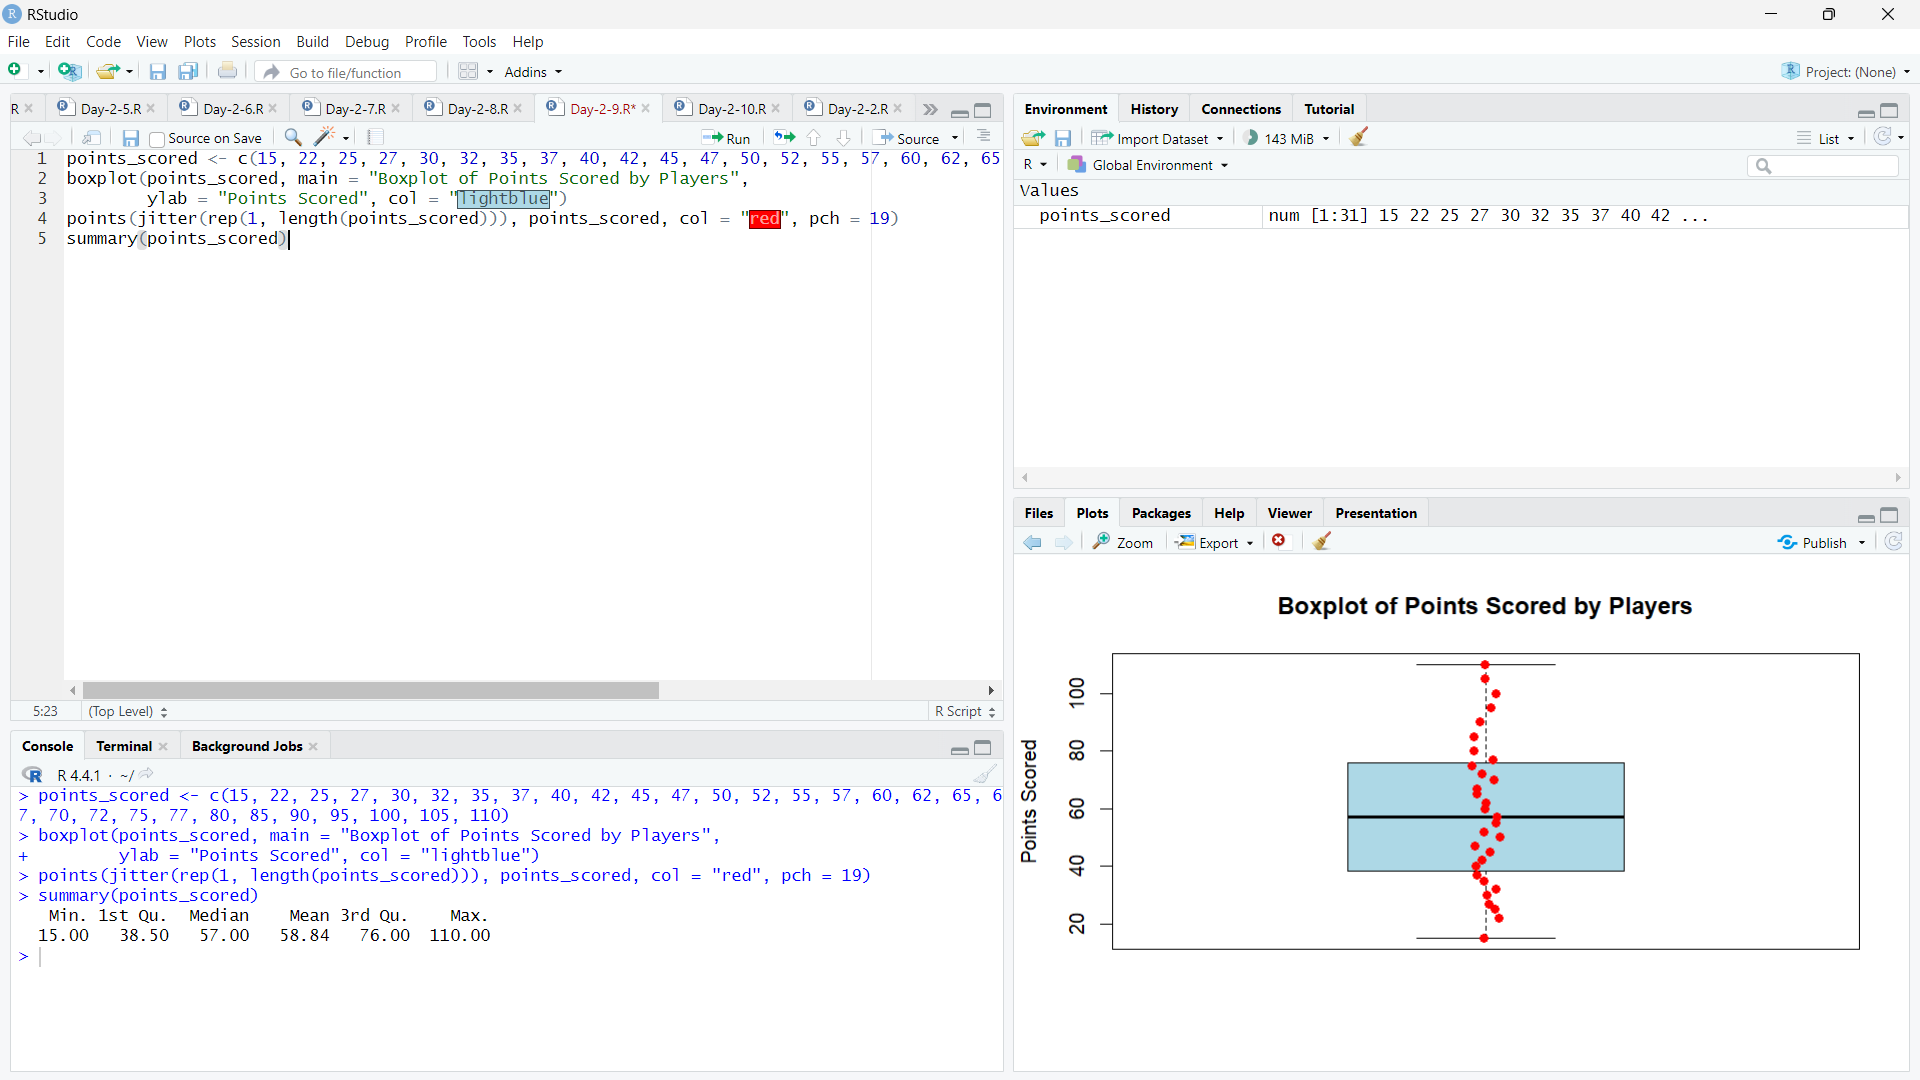 RStudio
File Edit Code View Plots Session Build Debug Profile Tools Help
Go to file/function Addins Project: (None)
R Day-2-5.R Day-2-6.R Day-2-7.R Day-2-8.R Day-2-9.R* Day-2-10.R Day-2-2.R
Source on Save Run Source
1 points_scored <- c(15, 22, 25, 27, 30, 32, 35, 37, 40, 42, 45, 47, 50, 52, 55, 57, 60, 62, 65
2 boxplot(points_scored, main = "Boxplot of Points Scored by Players",
3 ylab = "Points Scored", col = "lightblue")
4 points(jitter(rep(1, length(points_scored))), points_scored, col = "red", pch = 19)
5 summary(points_scored)
5:23 (Top Level) R Script
Console Terminal Background Jobs
R R 4.4.1 · ~/
> points_scored <- c(15, 22, 25, 27, 30, 32, 35, 37, 40, 42, 45, 47, 50, 52, 55, 57, 60, 62, 65, 6
7, 70, 72, 75, 77, 80, 85, 90, 95, 100, 105, 110)
> boxplot(points_scored, main = "Boxplot of Points Scored by Players",
+ ylab = "Points Scored", col = "lightblue")
> points(jitter(rep(1, length(points_scored))), points_scored, col = "red", pch = 19)
> summary(points_scored)
Min. 1st Qu. Median Mean 3rd Qu. Max.
15.00 38.50 57.00 58.84 76.00 110.00
>
Environment History Connections Tutorial
Import Dataset 143 MiB List
R Global Environment
Values
points_scored num [1:31] 15 22 25 27 30 32 35 37 40 42 ...
Files Plots Packages Help Viewer Presentation
Zoom Export Publish
Boxplot of Points Scored by Players
Points Scored
100
80
60
40
20